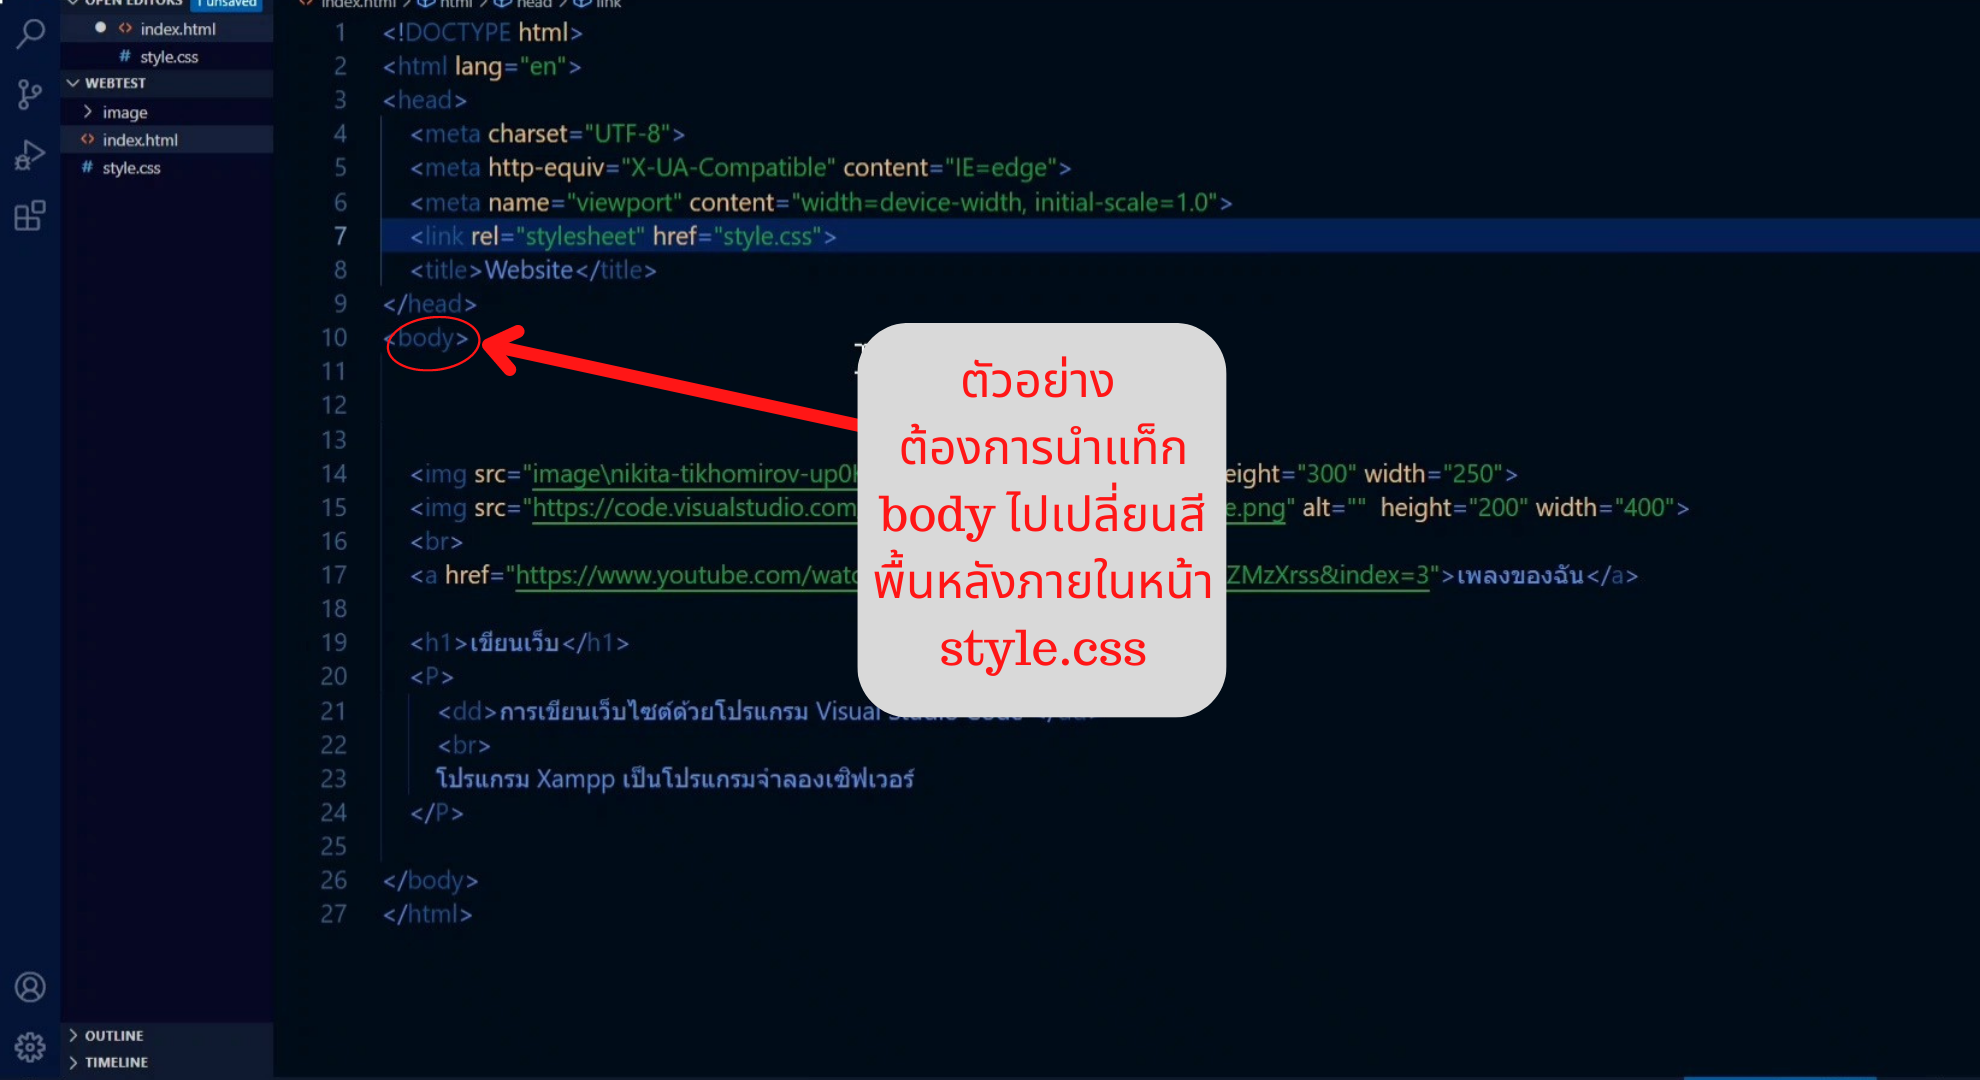 OPEN EDITORS 1 unsaved
index.html
style.css
WEBTEST
image
index.html
style.css
OUTLINE
TIMELINE
index.html > html > head > link
1 <!DOCTYPE html>
2 <html lang="en">
3 <head>
4 <meta charset="UTF-8">
5 <meta http-equiv="X-UA-Compatible" content="IE=edge">
6 <meta name="viewport" content="width=device-width, initial-scale=1.0">
7 <link rel="stylesheet" href="style.css">
8 <title>Website</title>
9 </head>
10 <body>
11
12
13
14 <img src="image\nikita-tikhomirov-up0 eight="300" width="250">
15 <img src="https://code.visualstudio.com e.png" alt="" height="200" width="400">
16 <br>
17 <a href="https://www.youtube.com/watc ZMzXrss&index=3">เพลงของฉัน</a>
18
19 <h1>เขียนเว็บ</h1>
20 <P>
21 <dd>การเขียนเว็บไซต์ด้วยโปรแกรม Visual
22 <br>
23 โปรแกรม Xampp เป็นโปรแกรมจำลองเซิฟเวอร์
24 </P>
25
26 </body>
27 </html>
ตัวอย่าง
ต้องการนำแท็ก
body ไปเปลี่ยนสี
พื้นหลังภายในหน้า
style.css